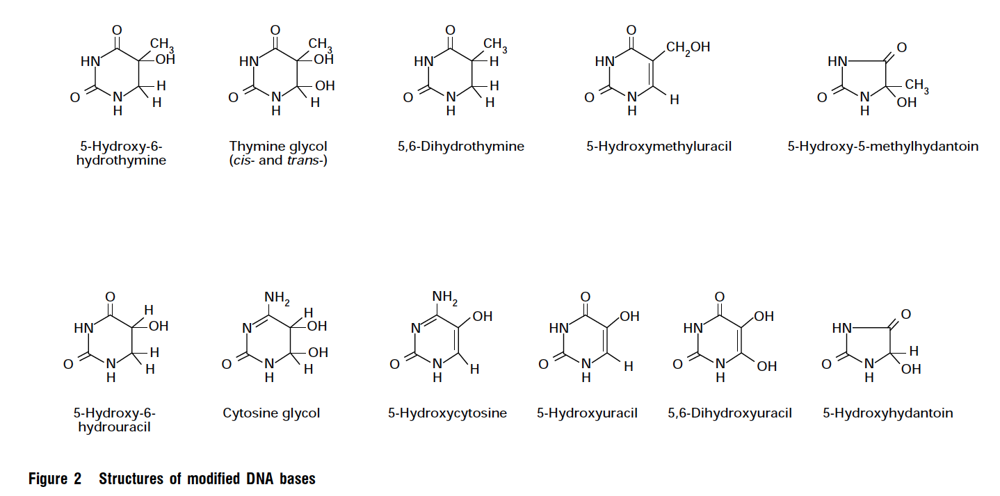 O O O O
CH3 CH3 CH3 CH2OH O
HN OH HN OH HN H HN HN
H OH H CH3
O N H O N H O N H O N H O N OH
H H H H H
5-Hydroxy-6- Thymine glycol 5,6-Dihydrothymine 5-Hydroxymethyluracil 5-Hydroxy-5-methylhydantoin
hydrothymine (cis- and trans-)
O NH2 NH2 O O
H H OH OH OH O
HN OH N OH N HN HN HN
H OH H
O N H O N H O N H O N H O N OH O N OH
H H H H H H
5-Hydroxy-6- Cytosine glycol 5-Hydroxycytosine 5-Hydroxyuracil 5,6-Dihydroxyuracil 5-Hydroxyhydantoin
hydrouracil
Figure 2 Structures of modified DNA bases